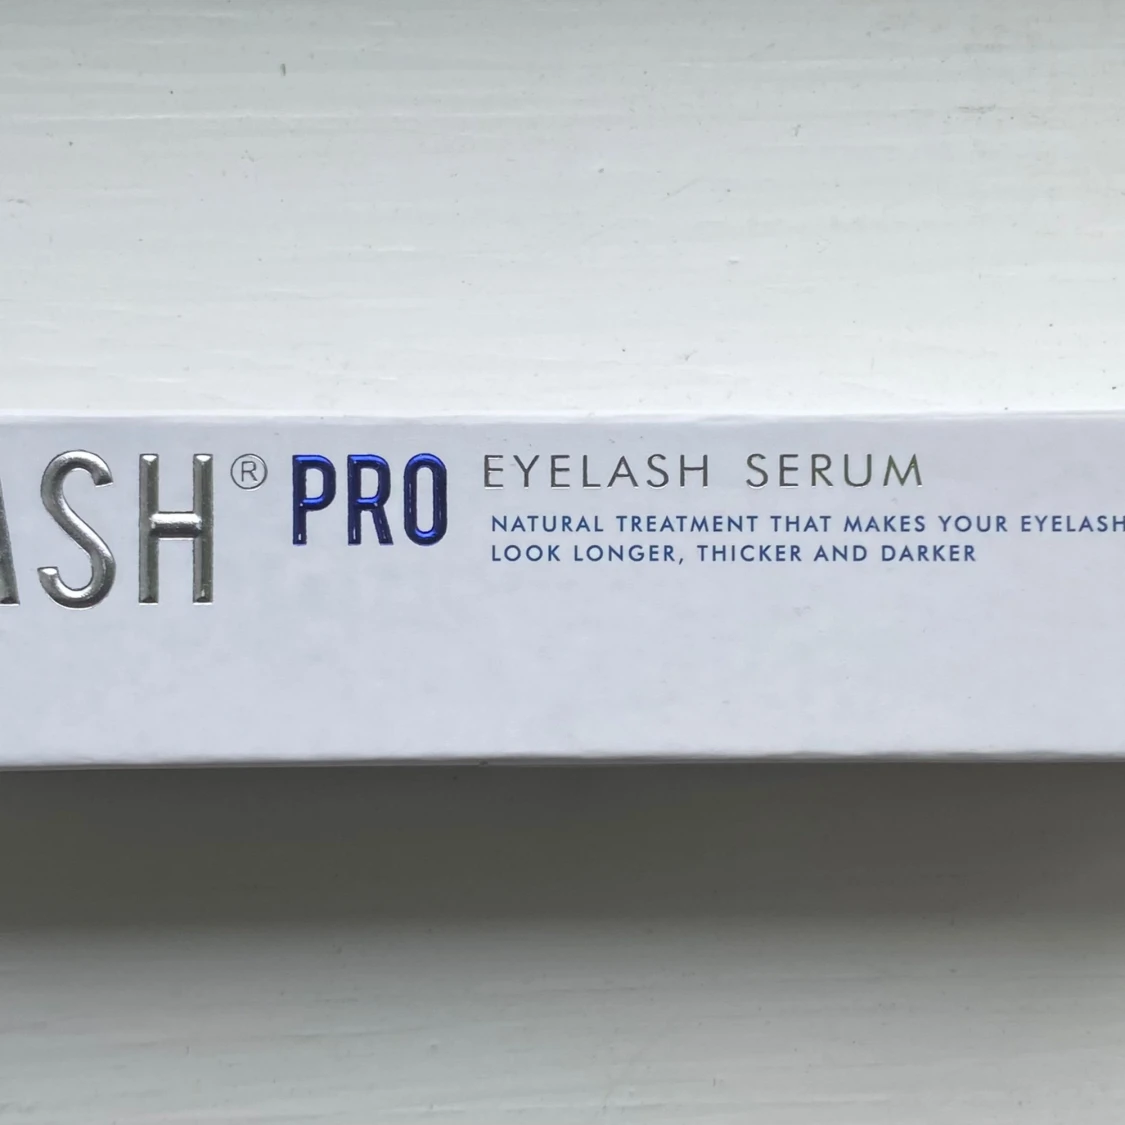 ASH® PRO EYELASH SERUM
NATURAL TREATMENT THAT MAKES YOUR EYELASH
LOOK LONGER, THICKER AND DARKER